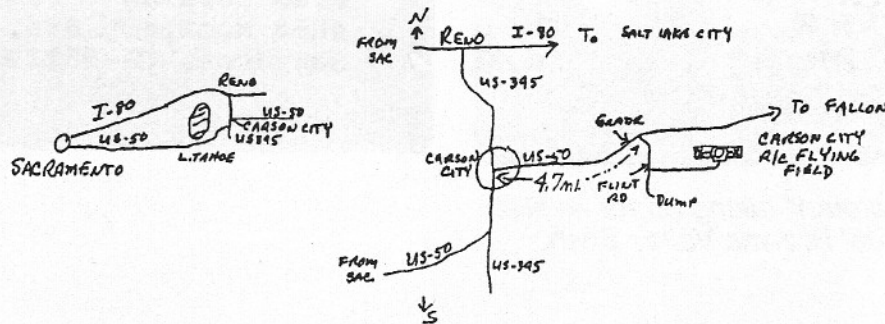 RENO
I-80
US-50
US-50
CARSON CITY
US395
L.TAHOE
SACRAMENTO
N
FROM SAC
RENO
I-80
TO SALT LAKE CITY
US-395
TO FALLON
GRADE
CARSON CITY
US-50
CARSON CITY
R/C FLYING
FIELD
4.7 mi.
FLINT
RD
DUMP
FROM SAC.
US-50
US-395
S